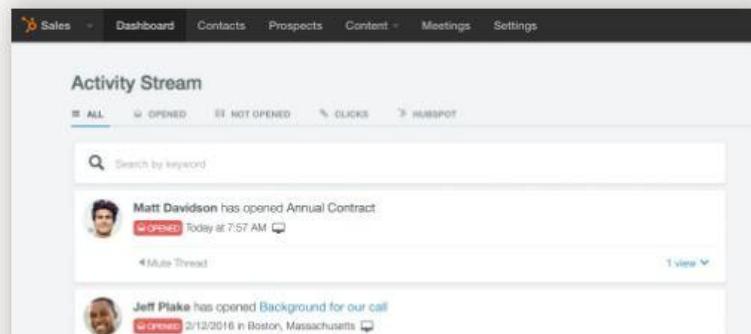 Sales Dashboard Contacts Prospects Content Meetings Settings
Activity Stream
ALL OPENED NOT OPENED CLICKS HUBSPOT
Search by keyword
Matt Davidson has opened Annual Contract
OPENED Today at 7:57 AM
Mute Thread 1 view
Jeff Plake has opened Background for our call
OPENED 2/12/2016 in Boston, Massachusetts